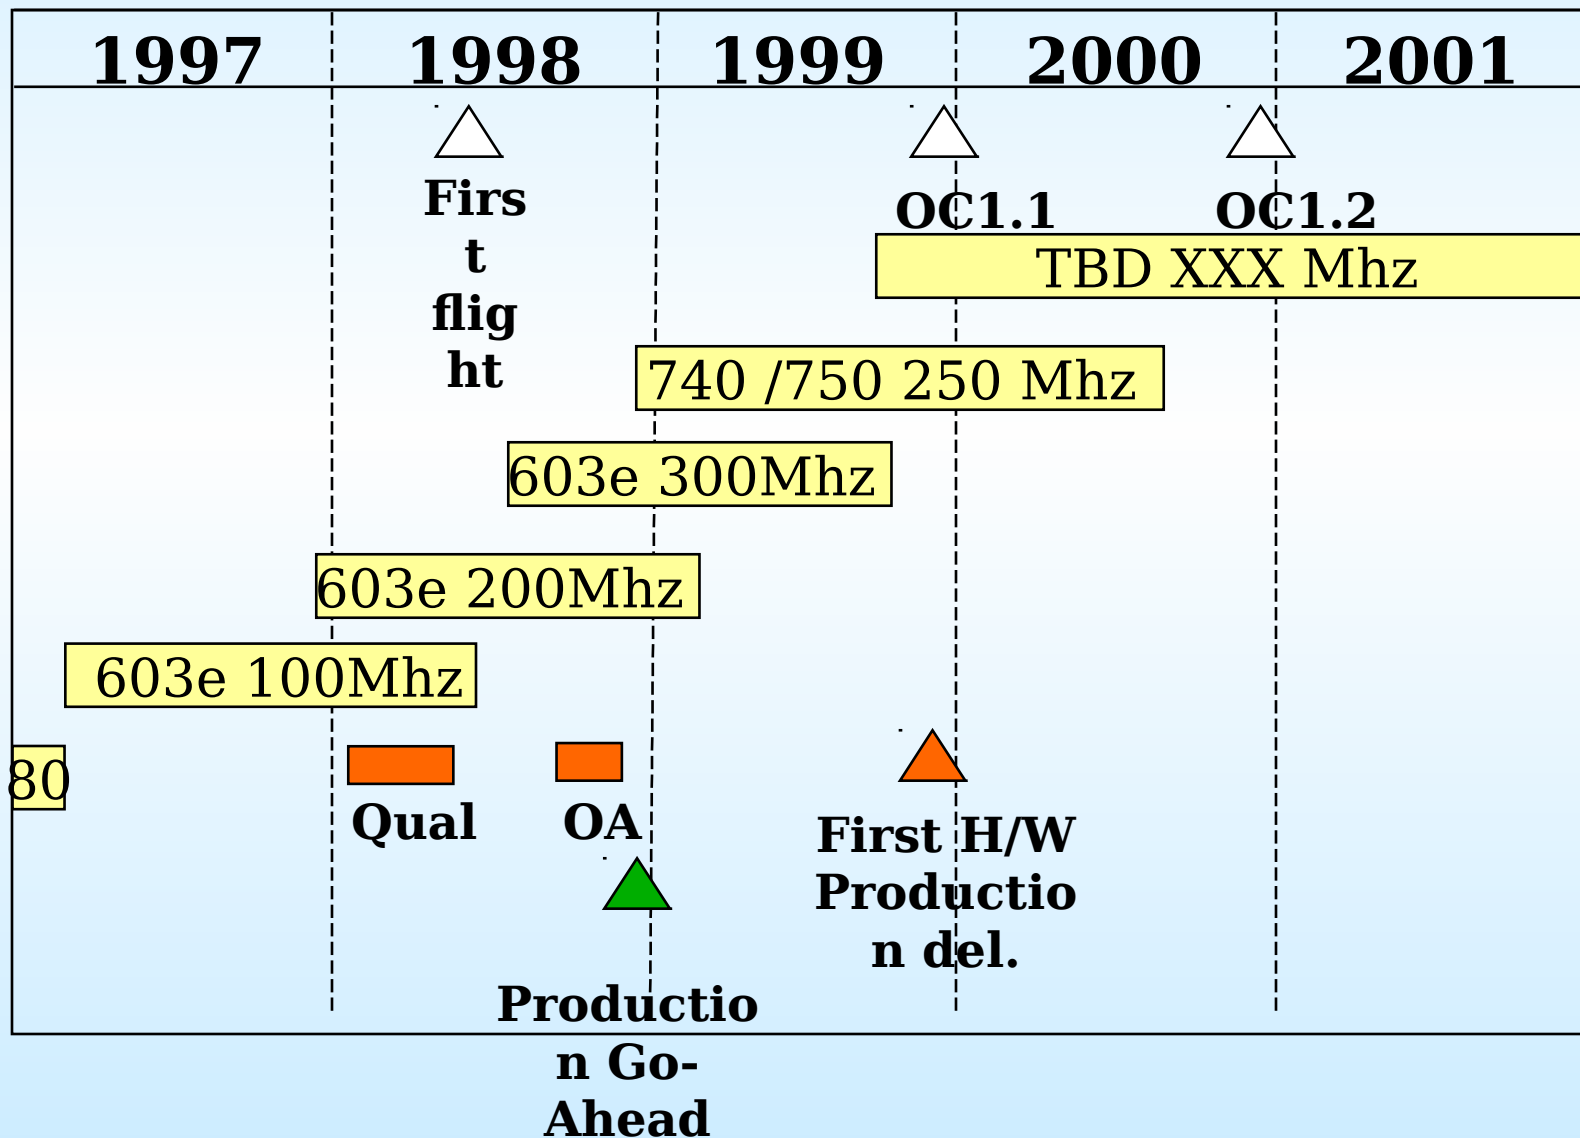 1997 1998 1999 2000 2001
Firs
t
flig
ht
OC1.1 OC1.2
TBD XXX Mhz
740 /750 250 Mhz
603e 300Mhz
603e 200Mhz
603e 100Mhz
80
Qual OA
First H/W
Productio
n del.
Productio
n Go-
Ahead